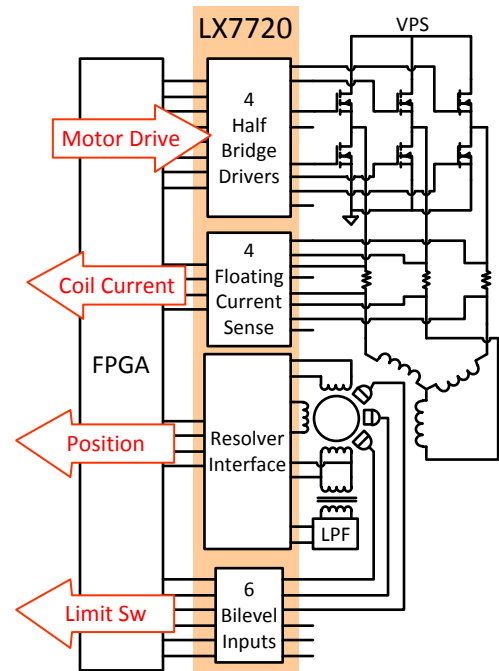 LX7720
VPS
4
Half
Bridge
Drivers
Motor Drive
4
Floating
Current
Sense
Coil Current
FPGA
Resolver
Interface
Position
LPF
6
Bilevel
Inputs
Limit Sw